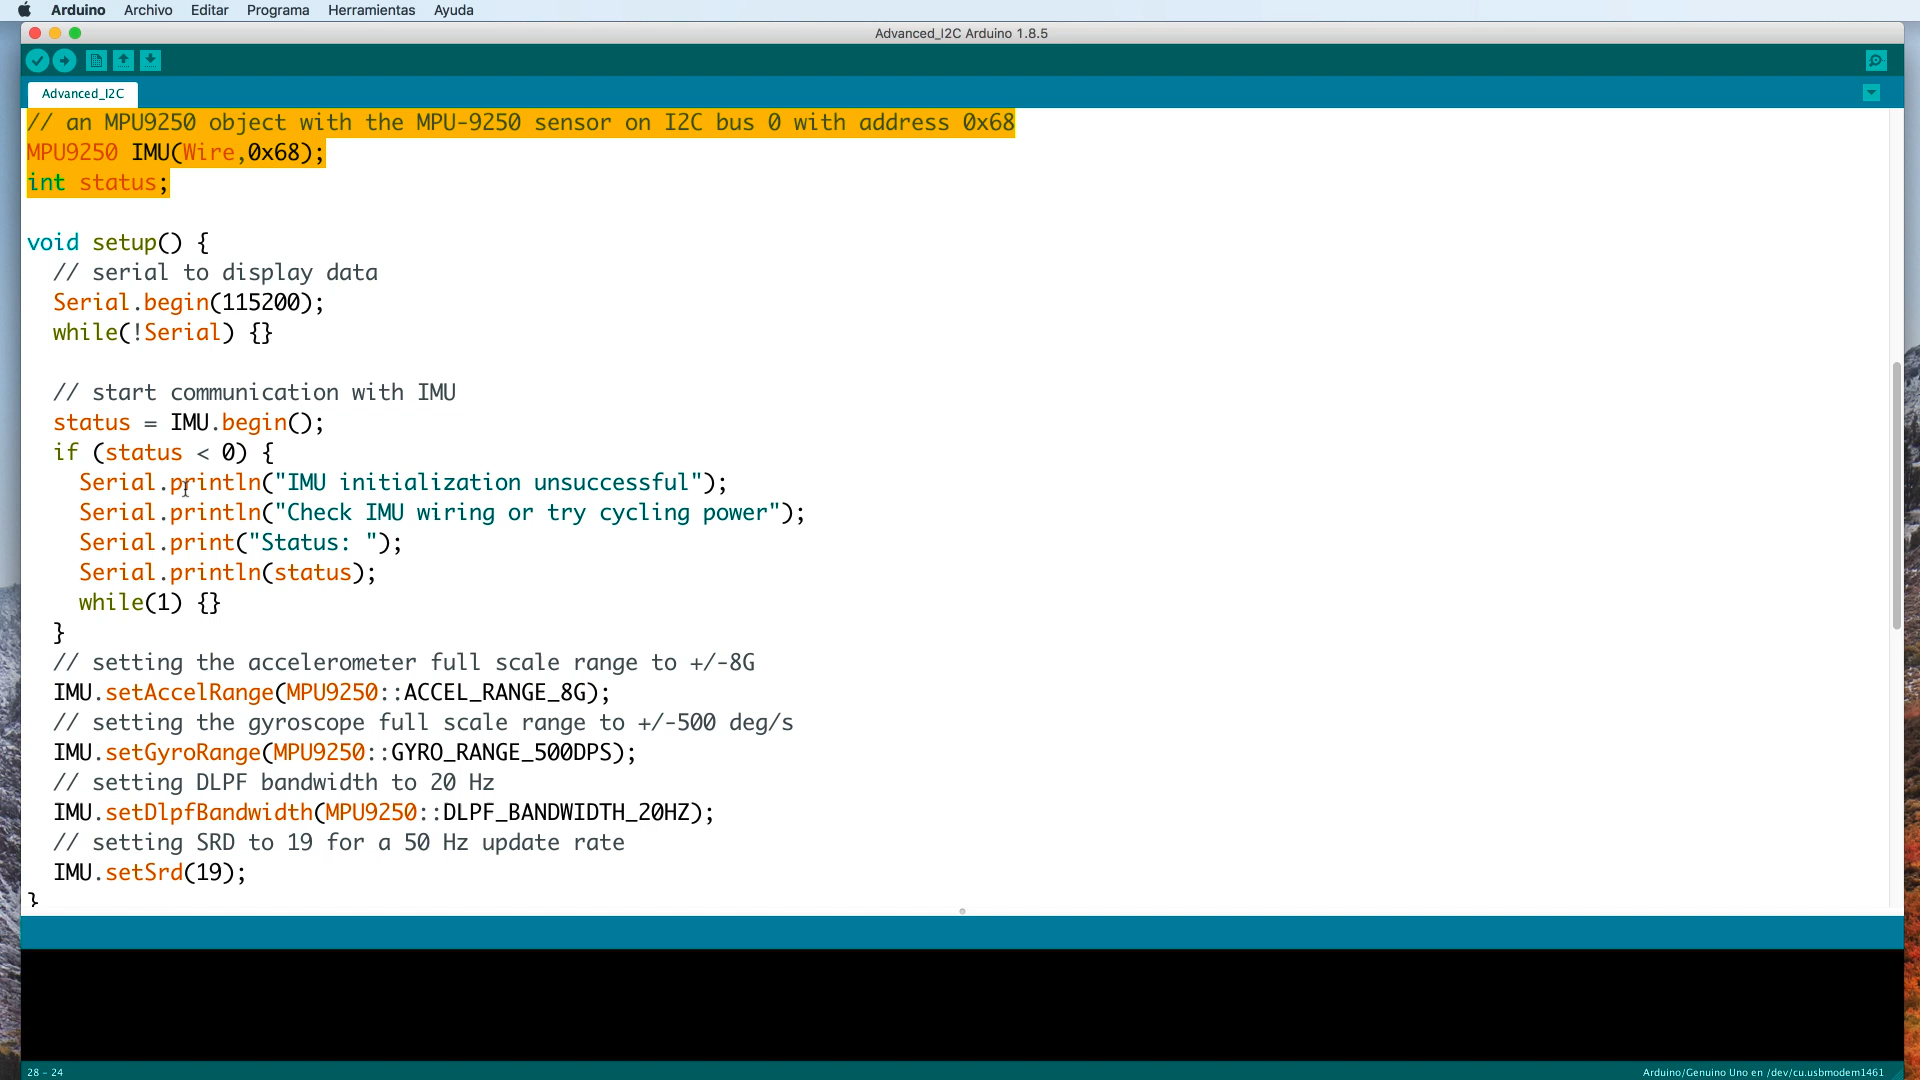 Arduino Archivo Editar Programa Herramientas Ayuda
Advanced_I2C Arduino 1.8.5
Advanced_I2C
// an MPU9250 object with the MPU-9250 sensor on I2C bus 0 with address 0x68
MPU9250 IMU(Wire,0x68);
int status;
void setup() {
// serial to display data
Serial.begin(115200);
while(!Serial) {}
// start communication with IMU
status = IMU.begin();
if (status < 0) {
Serial.println("IMU initialization unsuccessful");
Serial.println("Check IMU wiring or try cycling power");
Serial.print("Status: ");
Serial.println(status);
while(1) {}
}
// setting the accelerometer full scale range to +/-8G
IMU.setAccelRange(MPU9250::ACCEL_RANGE_8G);
// setting the gyroscope full scale range to +/-500 deg/s
IMU.setGyroRange(MPU9250::GYRO_RANGE_500DPS);
// setting DLPF bandwidth to 20 Hz
IMU.setDlpfBandwidth(MPU9250::DLPF_BANDWIDTH_20HZ);
// setting SRD to 19 for a 50 Hz update rate
IMU.setSrd(19);
}
28 - 24
Arduino/Genuino Uno en /dev/cu.usbmodem1461